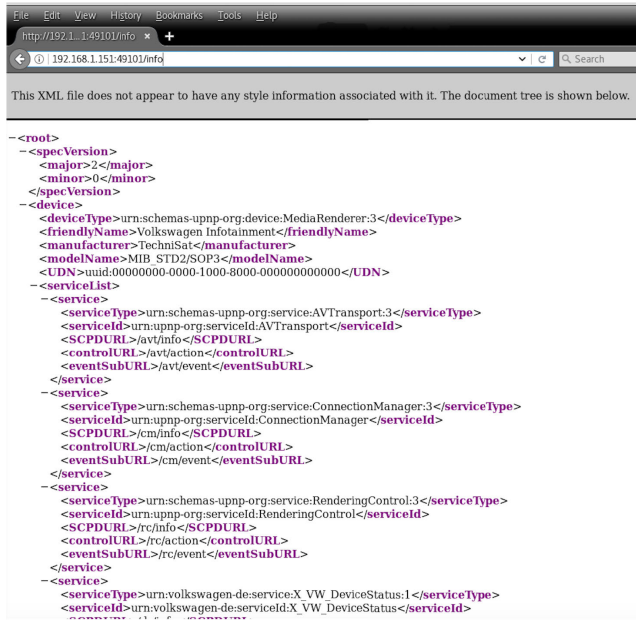 File Edit View History Bookmarks Tools Help
http://192.1...1:49101/info × +
192.168.1.151:49101/info Search
This XML file does not appear to have any style information associated with it. The document tree is shown below.
−<root>
−<specVersion>
<major>2</major>
<minor>0</minor>
</specVersion>
−<device>
<deviceType>urn:schemas-upnp-org:device:MediaRenderer:3</deviceType>
<friendlyName>Volkswagen Infotainment</friendlyName>
<manufacturer>TechniSat</manufacturer>
<modelName>MIB_STD2/SOP3</modelName>
<UDN>uuid:00000000-0000-1000-8000-000000000000</UDN>
−<serviceList>
−<service>
<serviceType>urn:schemas-upnp-org:service:AVTransport:3</serviceType>
<serviceId>urn:upnp-org:serviceId:AVTransport</serviceId>
<SCPDURL>/avt/info</SCPDURL>
<controlURL>/avt/action</controlURL>
<eventSubURL>/avt/event</eventSubURL>
</service>
−<service>
<serviceType>urn:schemas-upnp-org:service:ConnectionManager:3</serviceType>
<serviceId>urn:upnp-org:serviceId:ConnectionManager</serviceId>
<SCPDURL>/cm/info</SCPDURL>
<controlURL>/cm/action</controlURL>
<eventSubURL>/cm/event</eventSubURL>
</service>
−<service>
<serviceType>urn:schemas-upnp-org:service:RenderingControl:3</serviceType>
<serviceId>urn:upnp-org:serviceId:RenderingControl</serviceId>
<SCPDURL>/rc/info</SCPDURL>
<controlURL>/rc/action</controlURL>
<eventSubURL>/rc/event</eventSubURL>
</service>
−<service>
<serviceType>urn:volkswagen-de:service:X_VW_DeviceStatus:1</serviceType>
<serviceId>urn:volkswagen-de:serviceId:X_VW_DeviceStatus</serviceId>